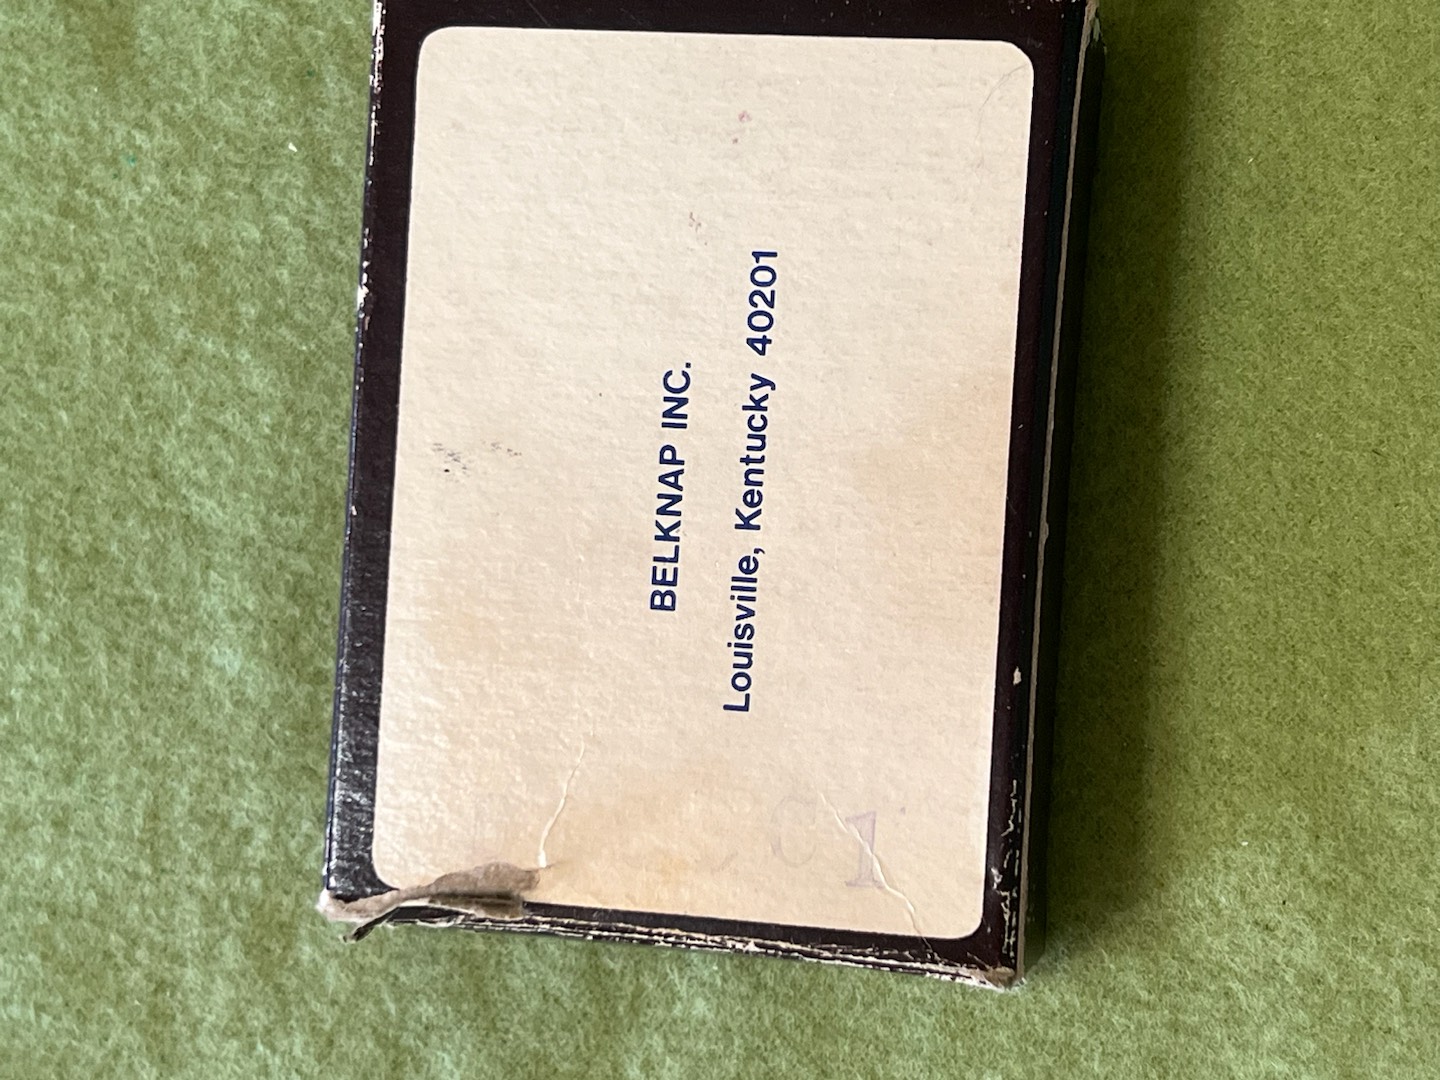 BELKNAP INC.
Louisville, Kentucky 40201